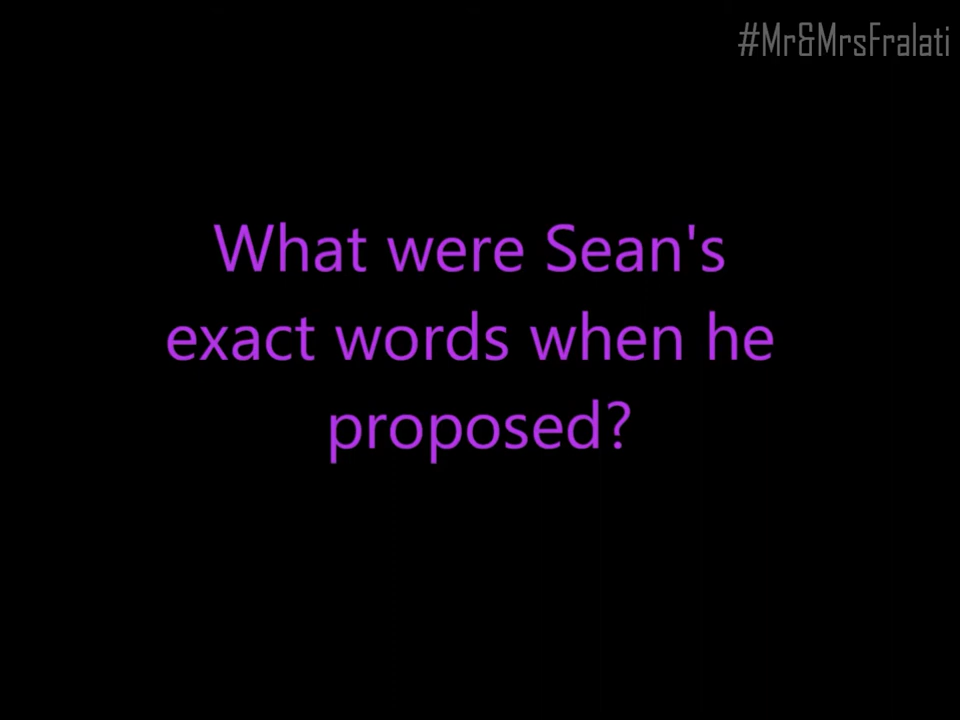 #Mr&MrsFralati
What were Sean's
exact words when he
proposed?